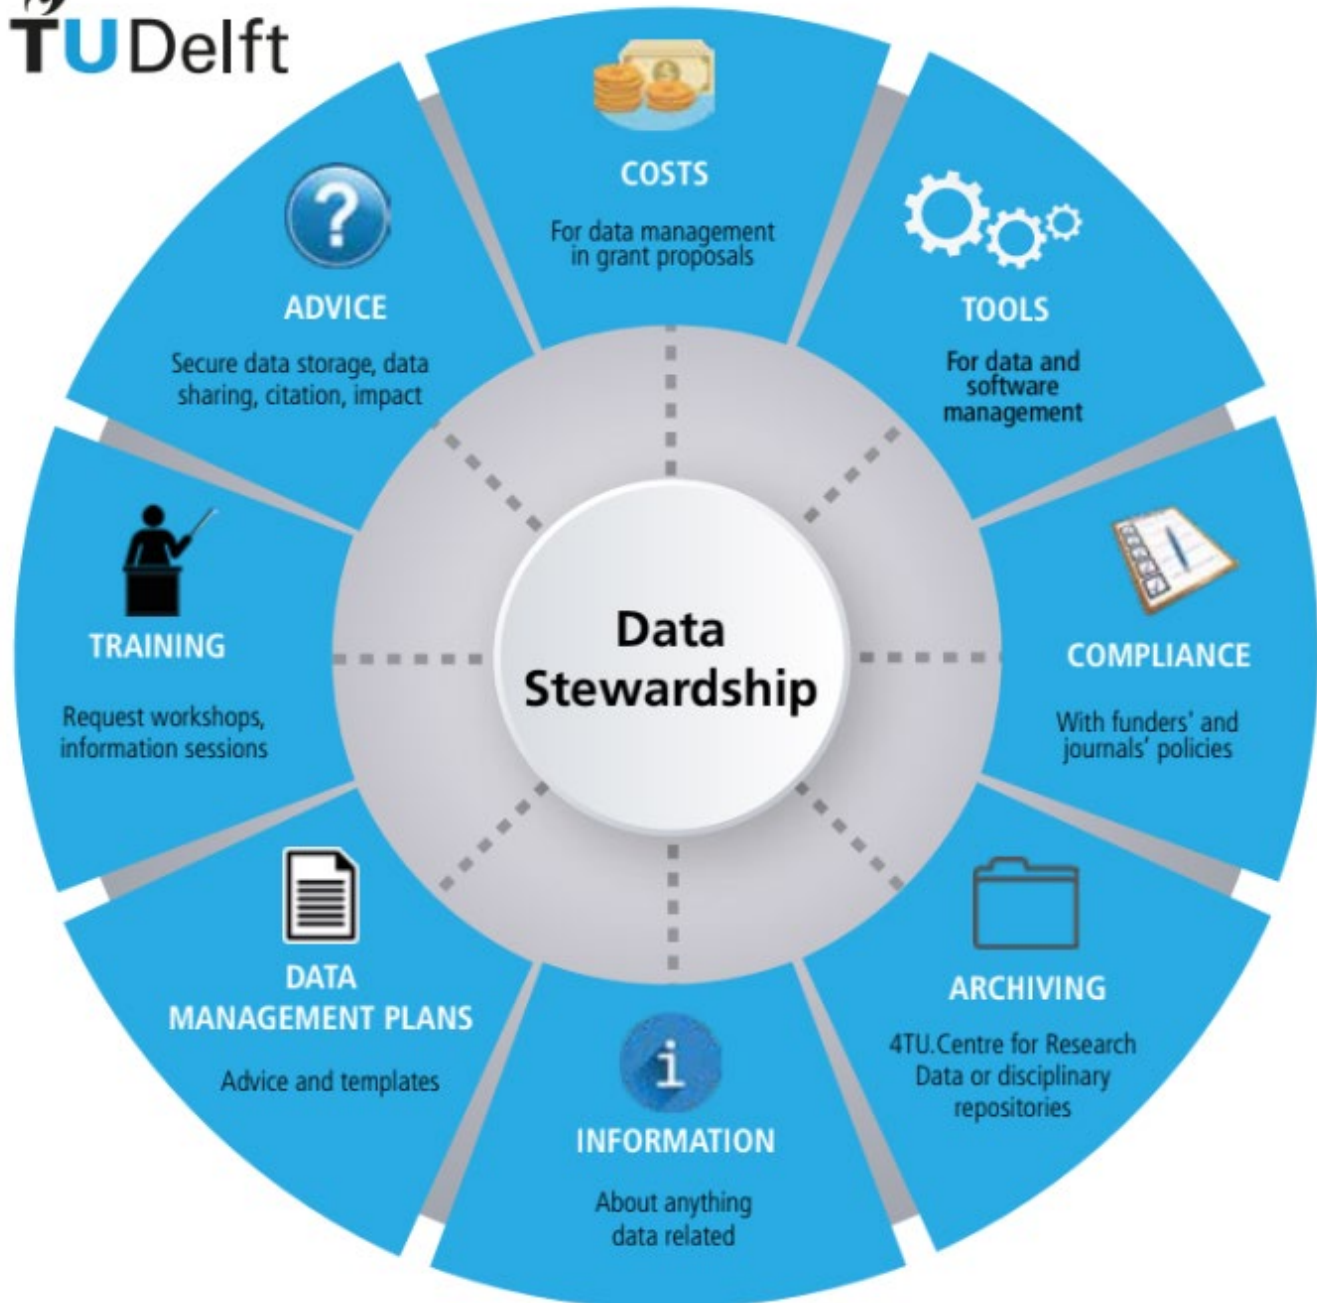 TUDelft
COSTS
For data management
in grant proposals
TOOLS
For data and
software
management
COMPLIANCE
With funders' and
journals' policies
ARCHIVING
4TU.Centre for Research
Data or disciplinary
repositories
INFORMATION
About anything
data related
DATA
MANAGEMENT PLANS
Advice and templates
TRAINING
Request workshops,
information sessions
ADVICE
Secure data storage, data
sharing, citation, impact
Data
Stewardship